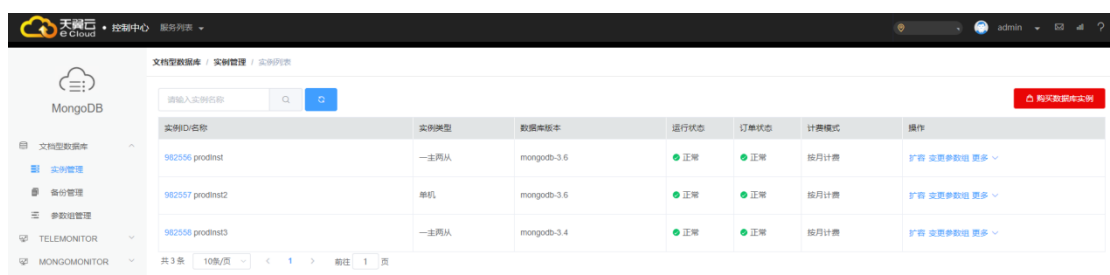 天翼云 e Cloud • 控制中心 服务列表 admin
文档型数据库 / 实例管理 / 实例列表
MongoDB
请输入实例名称 购买数据库实例
实例ID/名称 实例类型 数据库版本 运行状态 订单状态 计费模式 操作
文档型数据库
982556 prodInst 一主两从 mongodb-3.6 正常 正常 按月计费 扩容 变更参数组 更多
实例管理
备份管理
982557 prodInst2 单机 mongodb-3.6 正常 正常 按月计费 扩容 变更参数组 更多
参数组管理
982558 prodInst3 一主两从 mongodb-3.4 正常 正常 按月计费 扩容 变更参数组 更多
TELEMONITOR
MONGOMONITOR
共 3 条 10条/页 < 1 > 前往 1 页